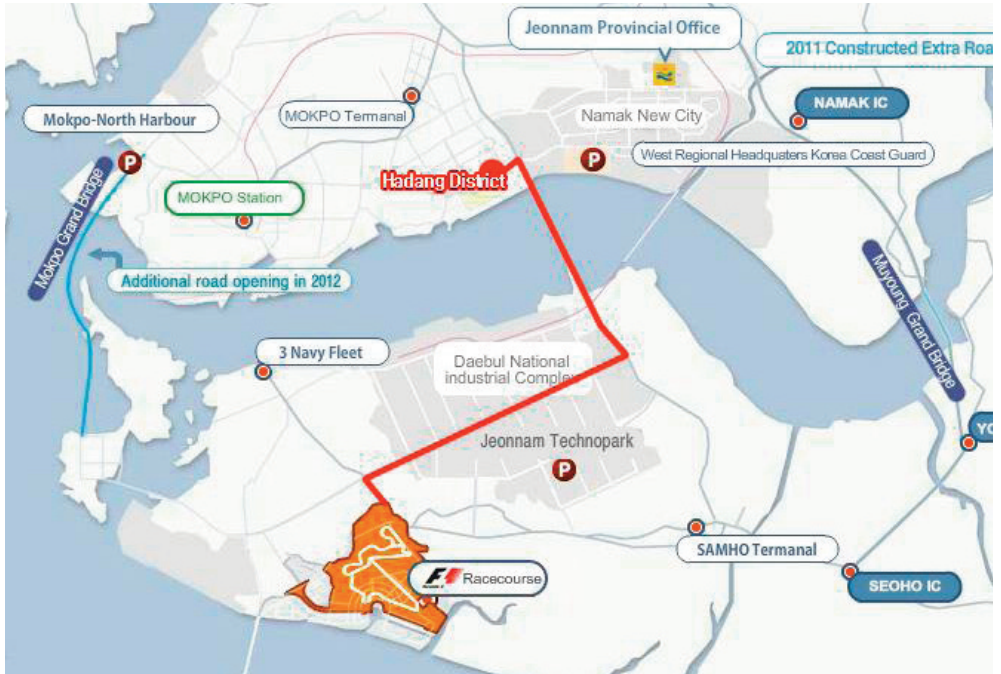 Jeonnam Provincial Office
2011 Constructed Extra Roa
NAMAK IC
MOKPO Termanal
Namak New City
Mokpo-North Harbour
P
P
West Regional Headquaters Korea Coast Guard
Hadang District
MOKPO Station
Mokpo Grand Bridge
Additional road opening in 2012
Muyoung Grand Bridge
3 Navy Fleet
Daebul National
industrial Complex
YO
Jeonnam Technopark
P
SAMHO Termanal
F1 Racecourse
SEOHO IC